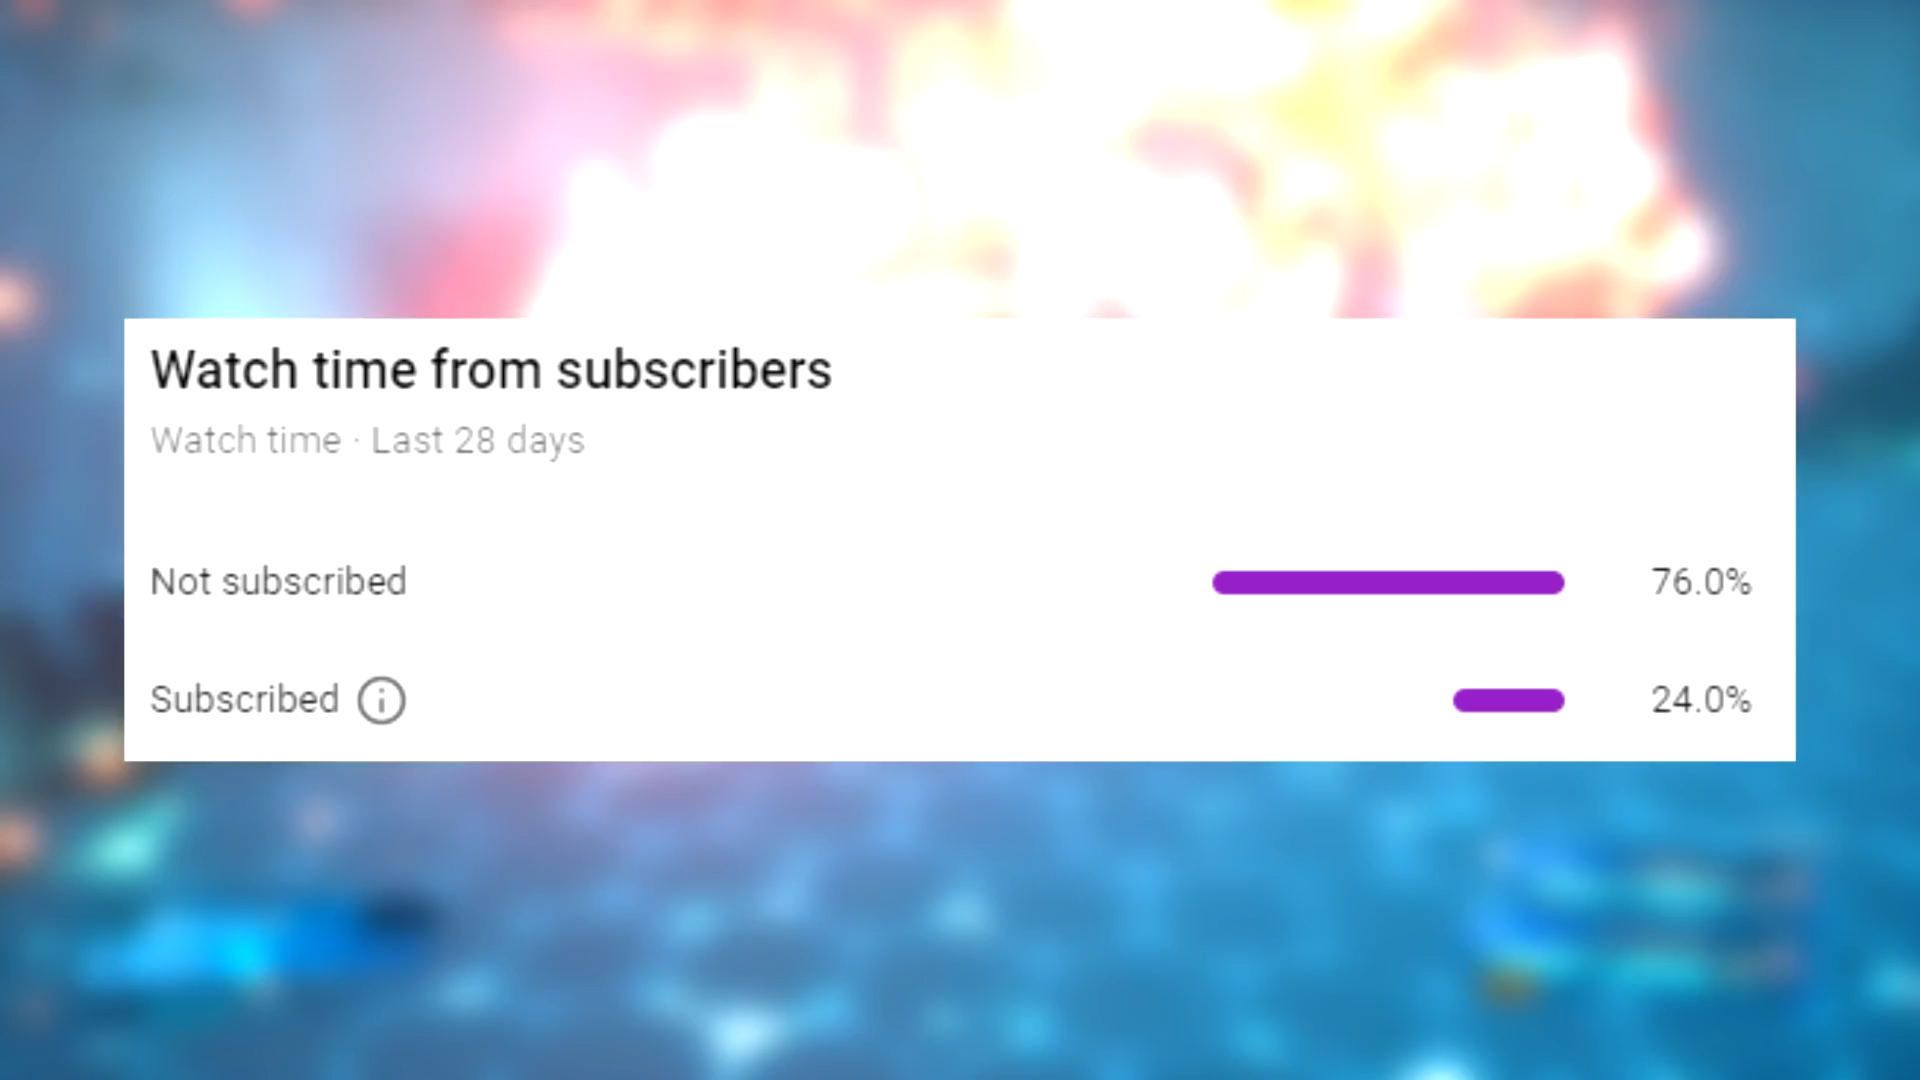 Watch time from subscribers
Watch time · Last 28 days
Not subscribed 76.0%
Subscribed 24.0%